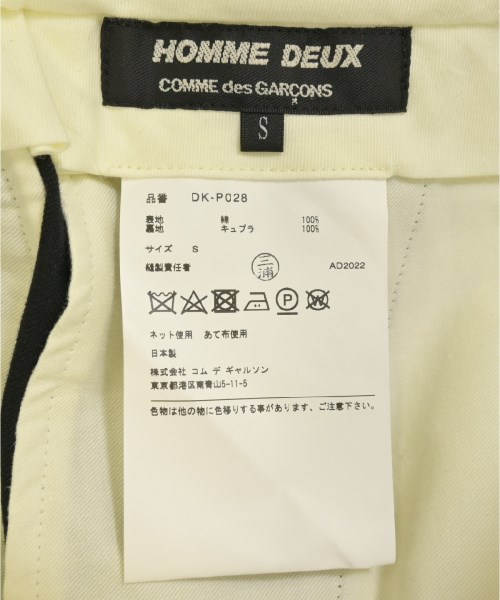 HOMME DEUX
COMME des GARÇONS
S
品番 DK-P028
表地 綿 100%
裏地 キュプラ 100%
サイズ S
縫製責任者 三浦 AD2022
P
W
ネット使用 あて布使用
日本製
株式会社 コム デ ギャルソン
東京都港区南青山5-11-5
色物は他の物に色移りする事があります、ご注意下さい。